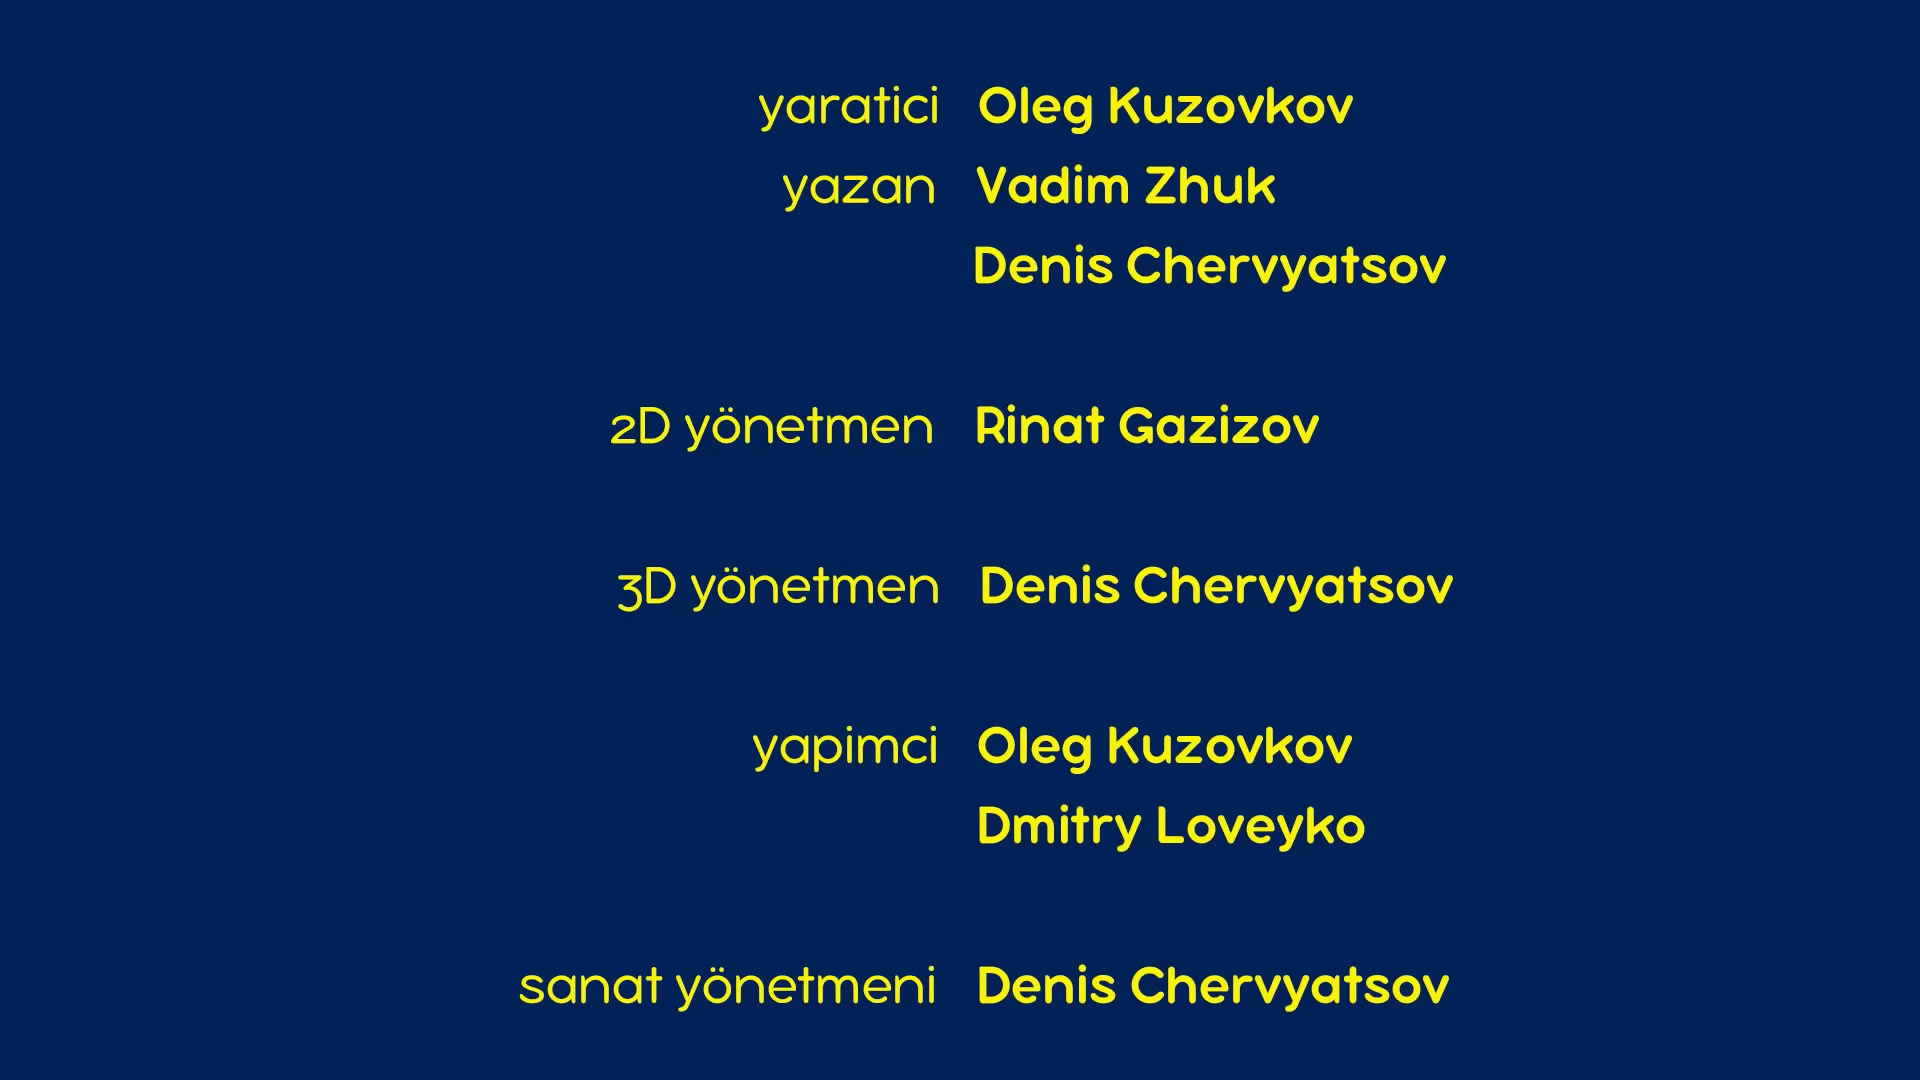 yaratici Oleg Kuzovkov
yazan Vadim Zhuk
Denis Chervyatsov
2D yönetmen Rinat Gazizov
3D yönetmen Denis Chervyatsov
yapimci Oleg Kuzovkov
Dmitry Loveyko
sanat yönetmeni Denis Chervyatsov